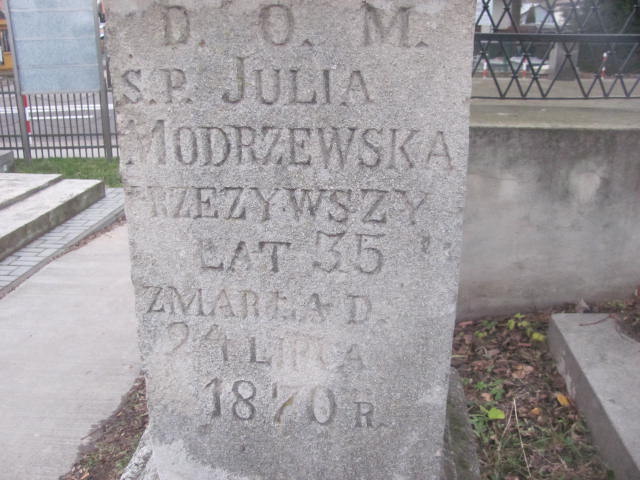 D. O. M.
Ś.P. JULIA
MODRZEWSKA
PRZEZYWSZY
LAT 35
ZMARŁA D.
24 LIPCA
1870 R.